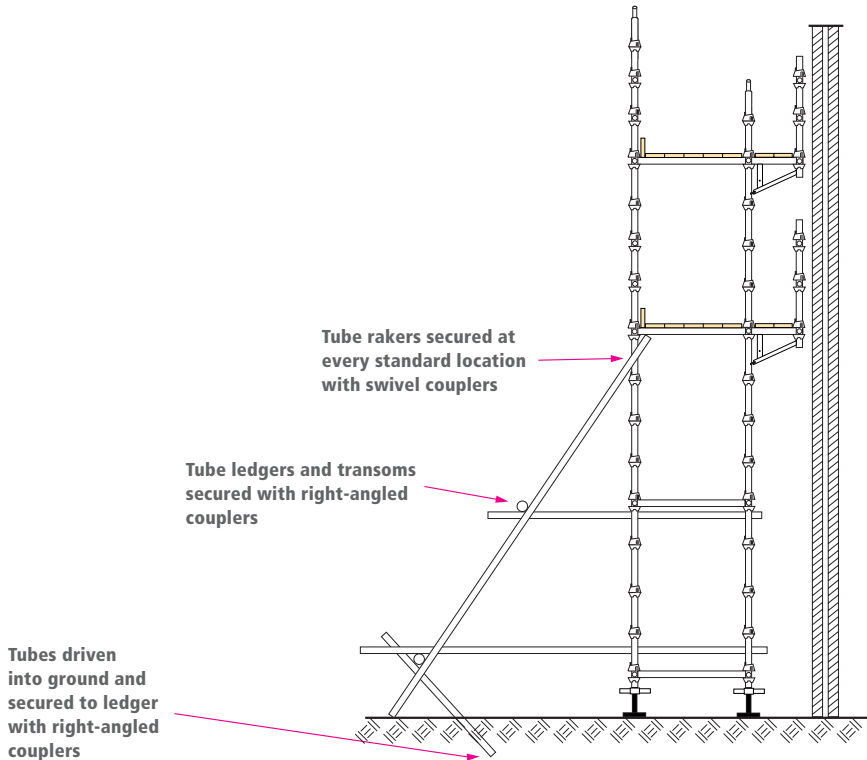 Tube rakers secured at
every standard location
with swivel couplers
Tube ledgers and transoms
secured with right-angled
couplers
Tubes driven
into ground and
secured to ledger
with right-angled
couplers